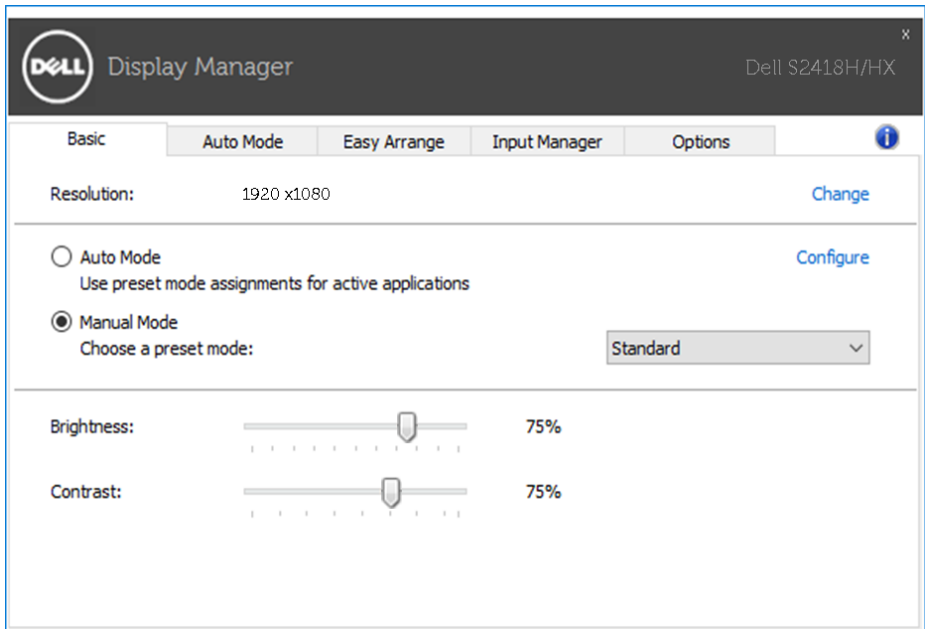 DELL Display Manager
x
Dell S2418H/HX
Basic Auto Mode Easy Arrange Input Manager Options i
Resolution: 1920 x1080 Change
Auto Mode Configure
Use preset mode assignments for active applications
Manual Mode
Choose a preset mode: Standard
Brightness: 75%
Contrast: 75%